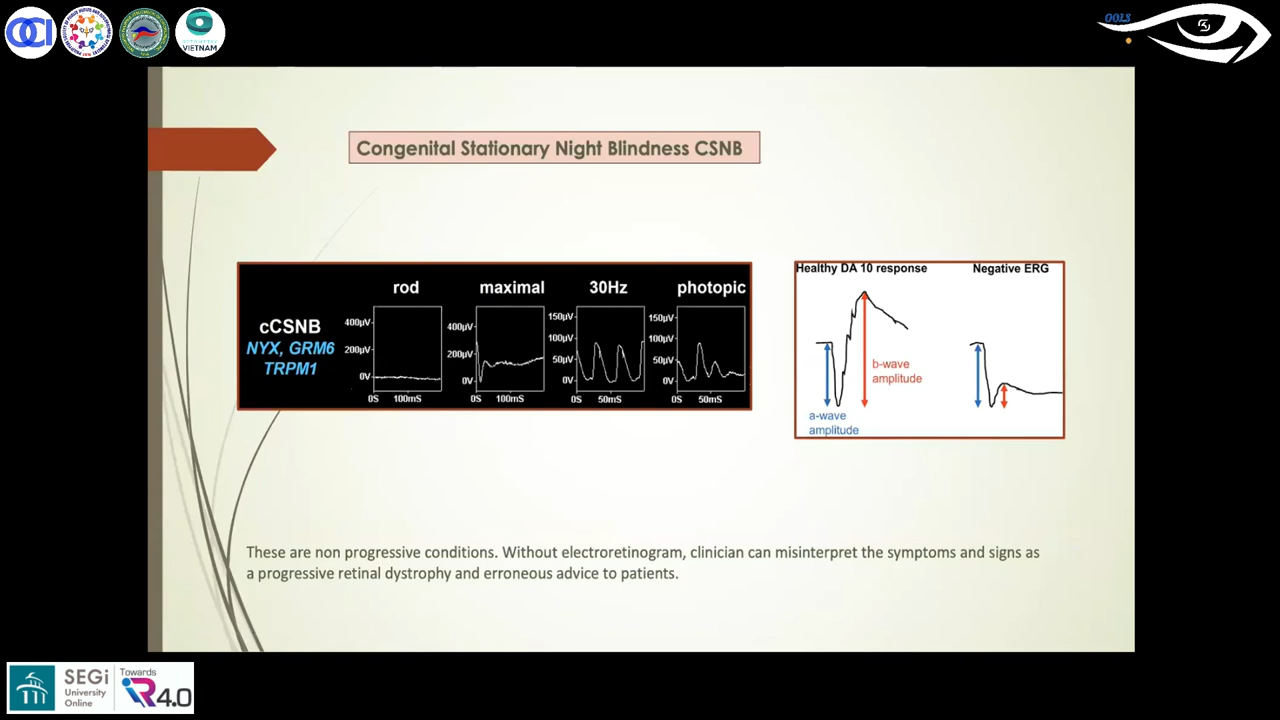 OCI
VIETNAM
OOLS
Congenital Stationary Night Blindness CSNB
rod
maximal
30Hz
photopic
cCSNB
NYX, GRM6
TRPM1
400µV
200µV
0V
0S
100mS
400µV
200µV
0V
0S
100mS
150µV
100µV
50µV
0V
0S
50mS
150µV
100µV
50µV
0V
0S
50mS
Healthy DA 10 response
Negative ERG
b-wave
amplitude
a-wave
amplitude
These are non progressive conditions. Without electroretinogram, clinician can misinterpret the symptoms and signs as
a progressive retinal dystrophy and erroneous advice to patients.
SEGi
University
Online
Towards
iR4.0